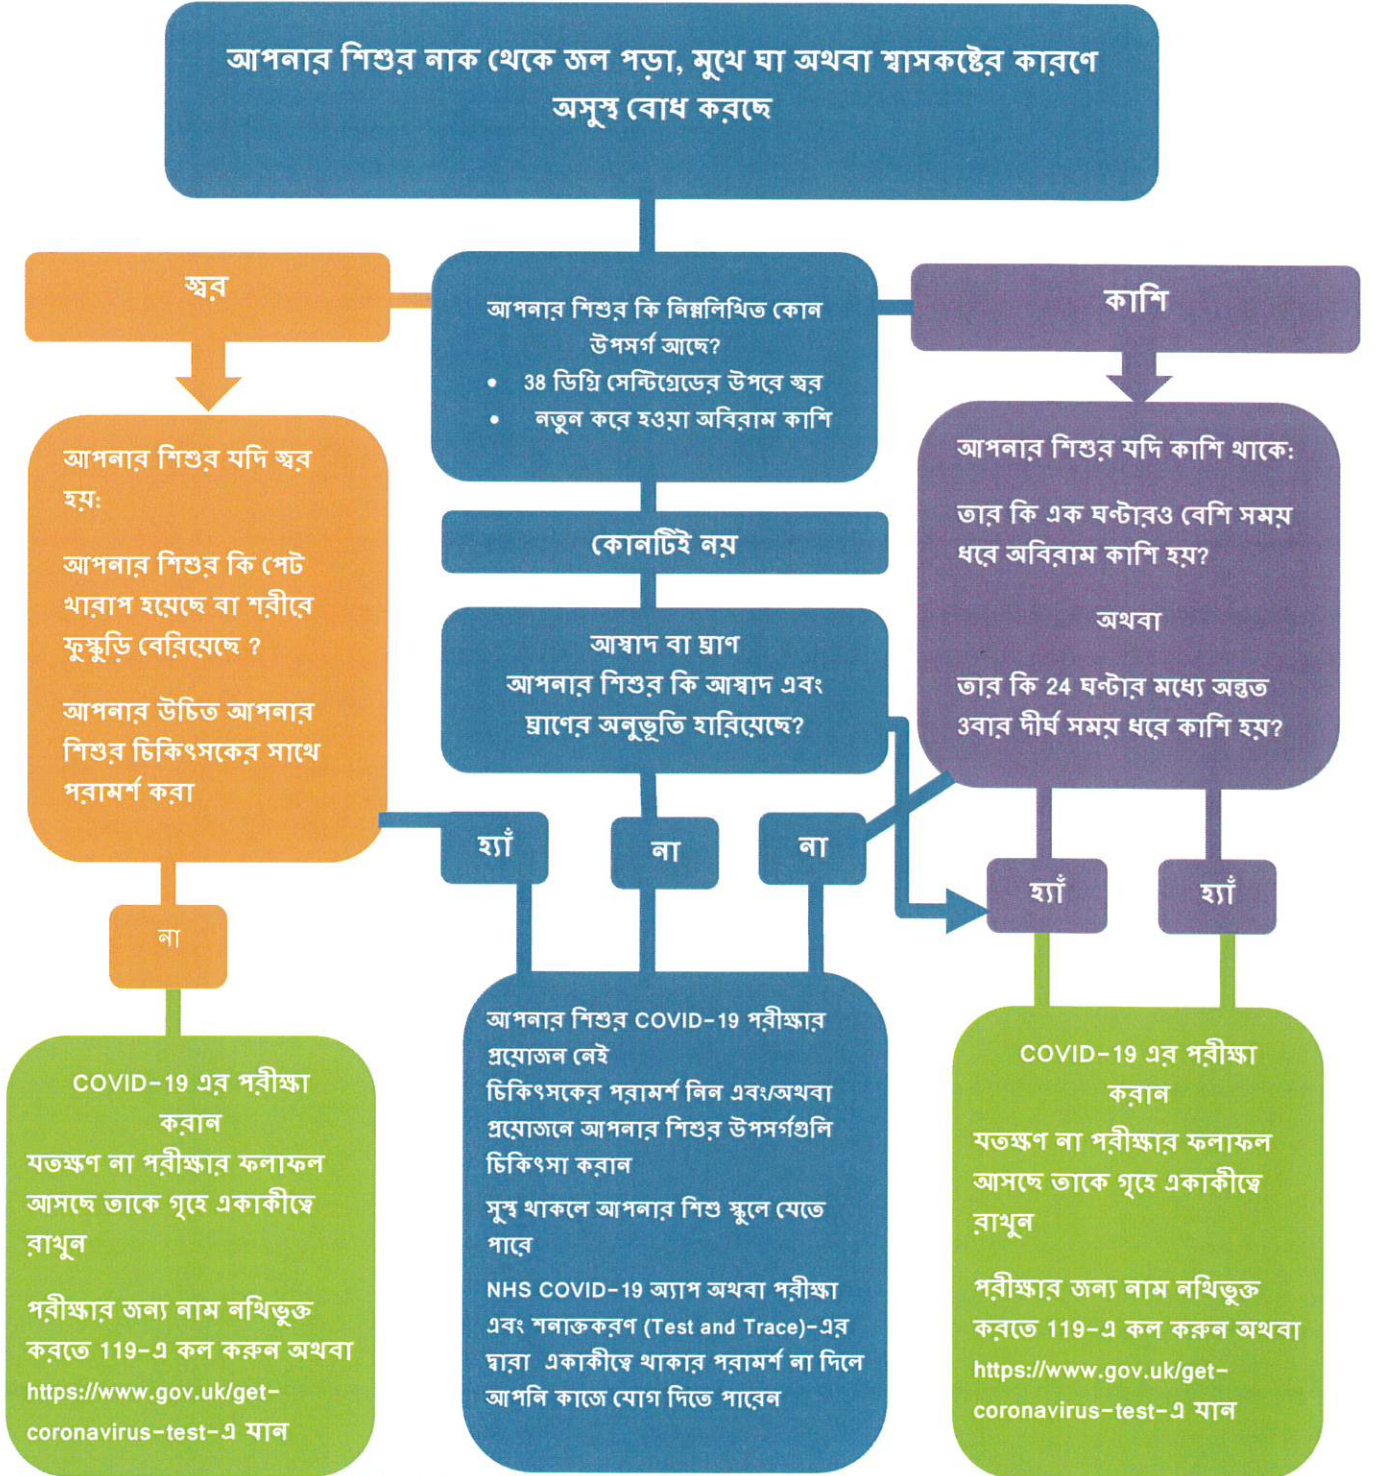 আপনার শিশুর নাক থেকে জল পড়া, মুখে ঘা অথবা শ্বাসকষ্টের কারণে
অসুস্থ বোধ করছে
জ্বর
আপনার শিশুর কি নিম্নলিখিত কোন
উপসর্গ আছে?
• 38 ডিগ্রি সেন্টিগ্রেডের উপরে জ্বর
• নতুন করে হওয়া অবিরাম কাশি
কাশি
আপনার শিশুর যদি জ্বর
হয়:
আপনার শিশুর কি পেট
খারাপ হয়েছে বা শরীরে
ফুস্কুড়ি বেরিয়েছে ?
আপনার উচিত আপনার
শিশুর চিকিৎসকের সাথে
পরামর্শ করা
কোনটিই নয়
আস্বাদ বা ঘ্রাণ
আপনার শিশুর কি আস্বাদ এবং
ঘ্রাণের অনুভূতি হারিয়েছে?
আপনার শিশুর যদি কাশি থাকে:
তার কি এক ঘণ্টারও বেশি সময়
ধরে অবিরাম কাশি হয়?
অথবা
তার কি 24 ঘণ্টার মধ্যে অন্তত
3বার দীর্ঘ সময় ধরে কাশি হয়?
হ্যাঁ
না
না
হ্যাঁ
হ্যাঁ
না
COVID-19 এর পরীক্ষা
করান
যতক্ষণ না পরীক্ষার ফলাফল
আসছে তাকে গৃহে একাকীত্বে
রাখুন
পরীক্ষার জন্য নাম নথিভুক্ত
করতে 119-এ কল করুন অথবা
https://www.gov.uk/get-
coronavirus-test-এ যান
আপনার শিশুর COVID-19 পরীক্ষার
প্রয়োজন নেই
চিকিৎসকের পরামর্শ নিন এবং/অথবা
প্রয়োজনে আপনার শিশুর উপসর্গগুলি
চিকিৎসা করান
সুস্থ থাকলে আপনার শিশু স্কুলে যেতে
পারে
NHS COVID-19 অ্যাপ অথবা পরীক্ষা
এবং শনাক্তকরণ (Test and Trace)-এর
দ্বারা একাকীত্বে থাকার পরামর্শ না দিলে
আপনি কাজে যোগ দিতে পারেন
COVID-19 এর পরীক্ষা
করান
যতক্ষণ না পরীক্ষার ফলাফল
আসছে তাকে গৃহে একাকীত্বে
রাখুন
পরীক্ষার জন্য নাম নথিভুক্ত
করতে 119-এ কল করুন অথবা
https://www.gov.uk/get-
coronavirus-test-এ যান